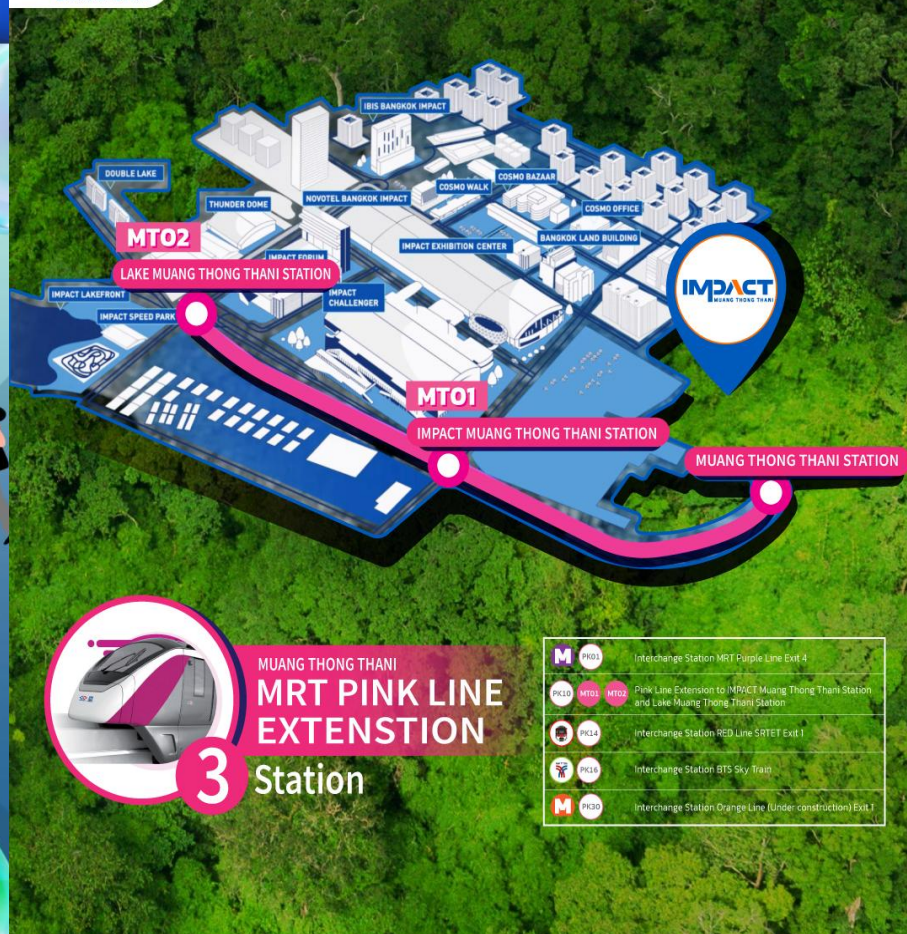 IBIS BANGKOK IMPACT
DOUBLE LAKE
COSMO BAZAAR
COSMO WALK
THUNDER DOME
NOVOTEL BANGKOK IMPACT
COSMO OFFICE
MT02
IMPACT EXHIBITION CENTER
BANGKOK LAND BUILDING
IMPACT FORUM
LAKE MUANG THONG THANI STATION
IMPACT
MUANG THONG THANI
IMPACT LAKEFRONT
IMPACT
CHALLENGER
IMPACT SPEED PARK
MT01
IMPACT MUANG THONG THANI STATION
MUANG THONG THANI STATION
MUANG THONG THANI
MRT PINK LINE
EXTENSTION
3 Station
M PK01 Interchange Station MRT Purple Line Exit 4
PK10 MT01 MT02 Pink Line Extension to IMPACT Muang Thong Thani Station
and Lake Muang Thong Thani Station
PK14 Interchange Station RED Line SRTET Exit 1
PK16 Interchange Station BTS Sky Train
M PK30 Interchange Station Orange Line (Under construction) Exit 1